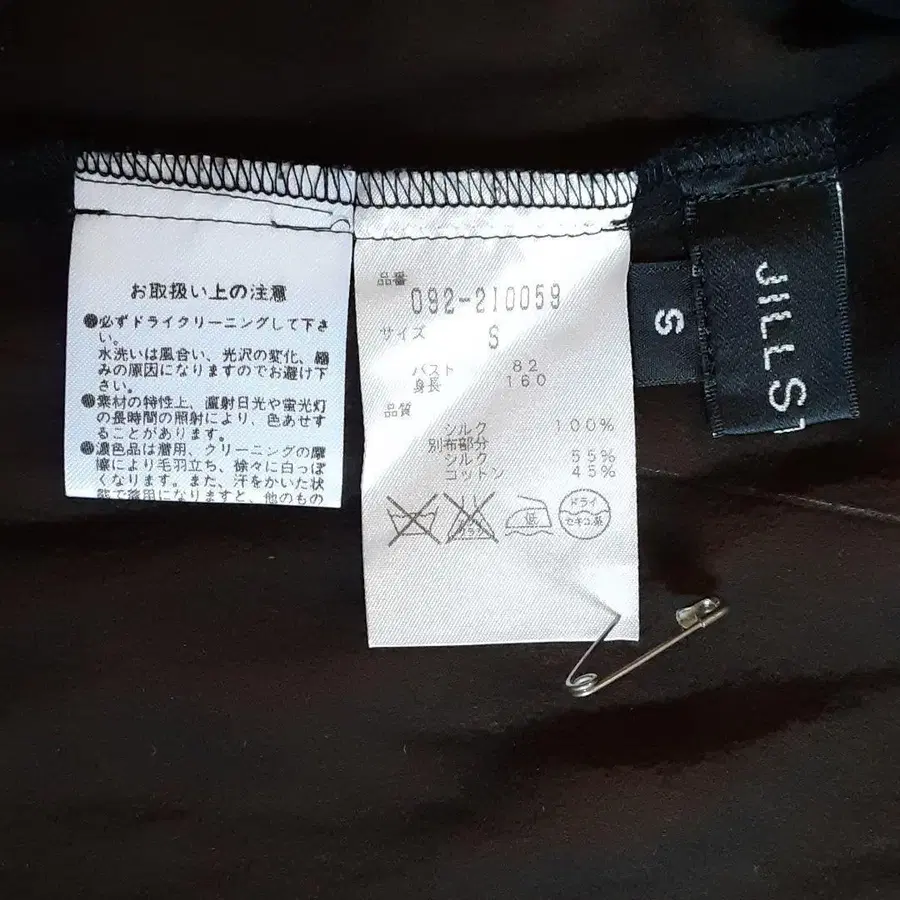 お取扱い上の注意
●必ずドライクリーニングして下さ
い。
水洗いは風合い、光沢の変化、縮
みの原因になりますのでお避け下
さい。
●素材の特性上、直射日光や蛍光灯
の長時間の照射により、色あせす
ることがあります。
●濃色品は着用、クリーニングの摩
擦により毛羽立ち、徐々に白っぽ
くなります。また、汗をかいた状
態で着用になりますと、他のもの
品番
092-210059
サイズ
S
バスト 82
身長 160
品質
シルク 100%
別布部分
シルク 55%
コットン 45%
低
ドライ
セキユ系
S
JILL S